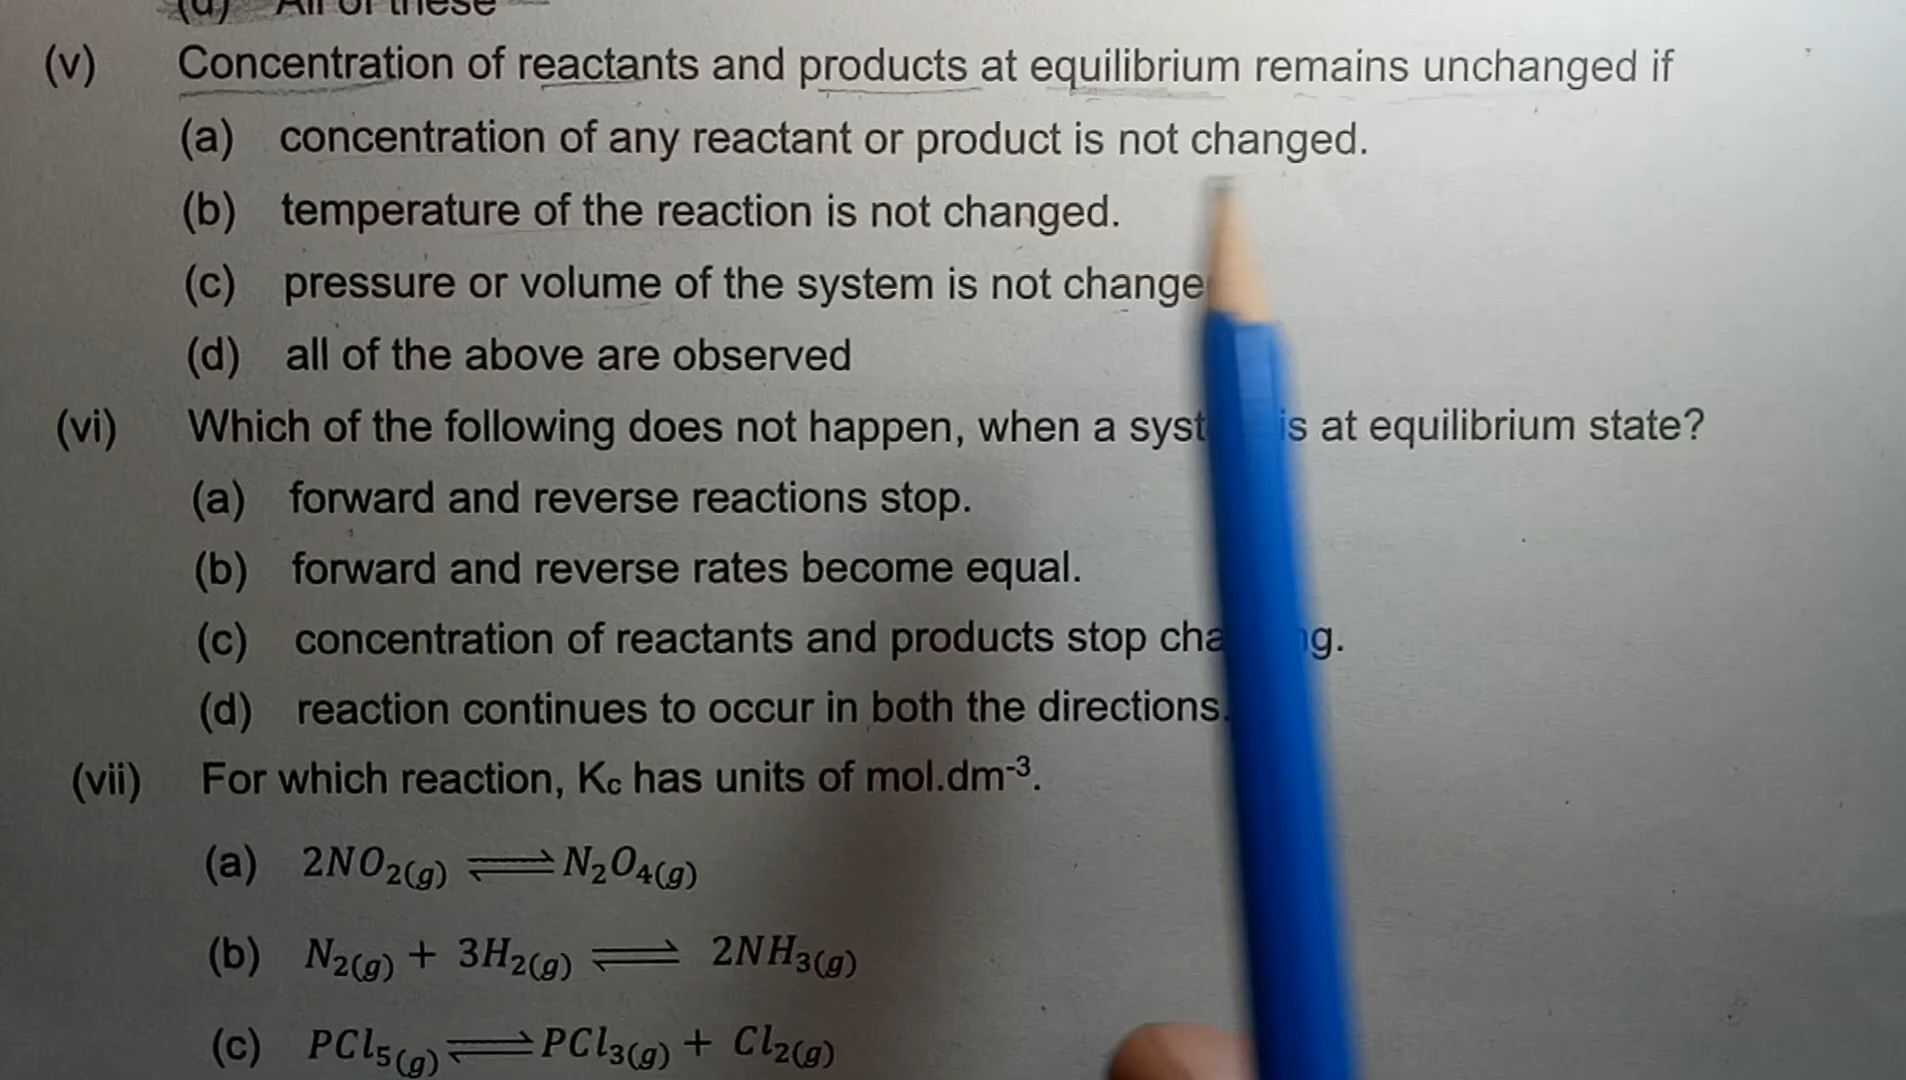 (d) All of these
(v) Concentration of reactants and products at equilibrium remains unchanged if
(a) concentration of any reactant or product is not changed.
(b) temperature of the reaction is not changed.
(c) pressure or volume of the system is not change
(d) all of the above are observed
(vi) Which of the following does not happen, when a is at equilibrium state?
(a) forward and reverse reactions stop.
(b) forward and reverse rates become equal.
(c) concentration of reactants and products stop
(d) reaction continues to occur in both the directions.
(vii) For which reaction, Kc has units of mol.dm⁻³.
(a) 2NO₂(g) ⇌ N₂O₄(g)
(b) N₂(g) + 3H₂(g) ⇌ 2NH₃(g)
(c) PCl₅(g) ⇌ PCl₃(g) + Cl₂(g)